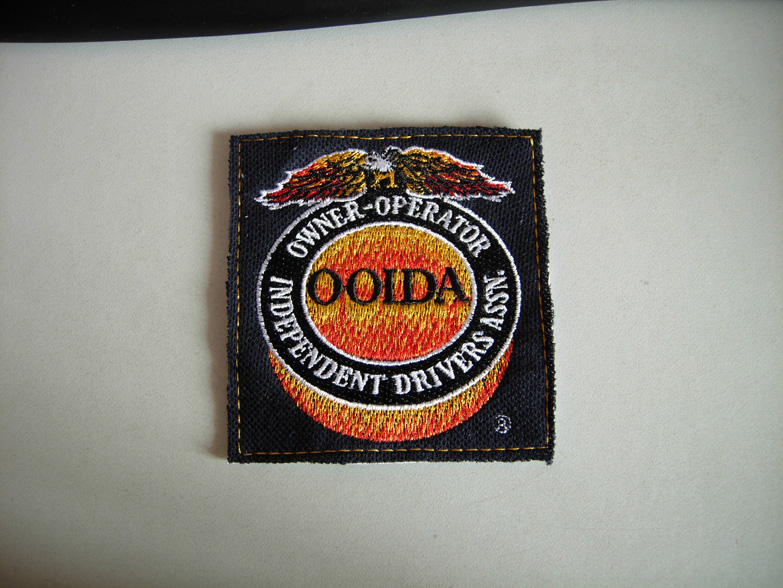 OWNER-OPERATOR
OOIDA
INDEPENDENT DRIVERS ASSN.
®